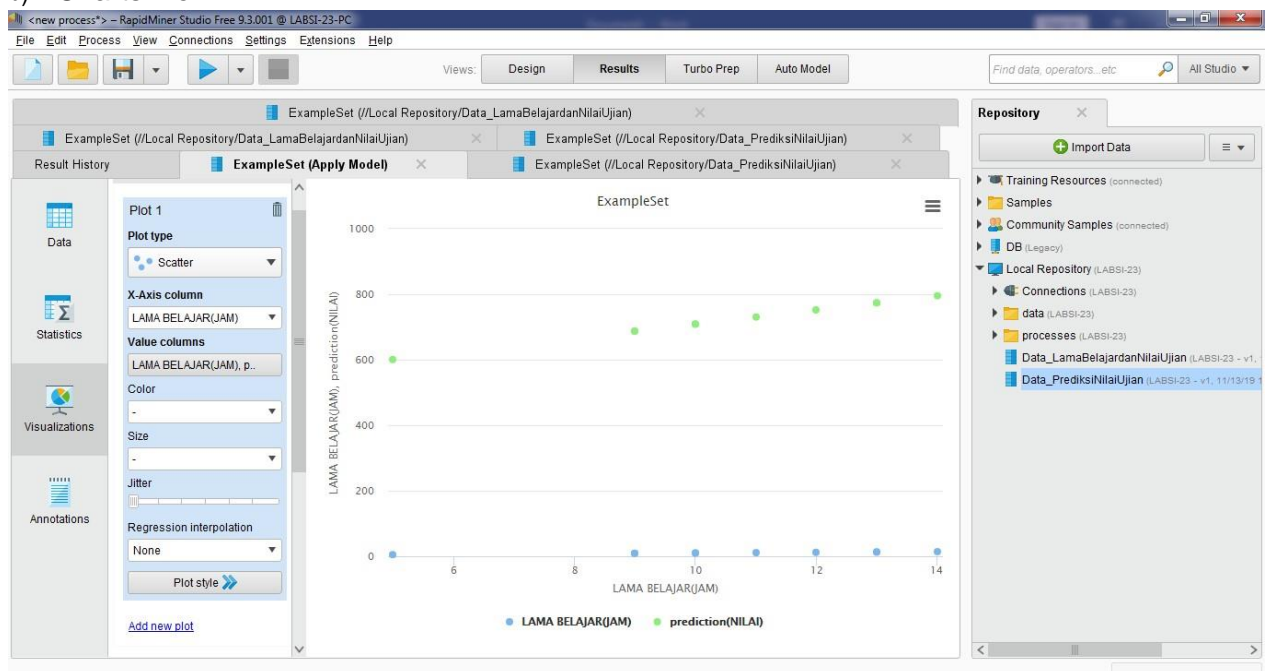 <new process*> – RapidMiner Studio Free 9.3.001 @ LABSI-23-PC
File Edit Process View Connections Settings Extensions Help
Views: Design Results Turbo Prep Auto Model
Find data, operators...etc
All Studio
ExampleSet (//Local Repository/Data_LamaBelajardanNilaiUjian)
ExampleSet (//Local Repository/Data_LamaBelajardanNilaiUjian)
ExampleSet (//Local Repository/Data_PrediksiNilaiUjian)
Result History
ExampleSet (Apply Model)
ExampleSet (//Local Repository/Data_PrediksiNilaiUjian)
Data
Statistics
Visualizations
Annotations
Plot 1
Plot type
Scatter
X-Axis column
LAMA BELAJAR(JAM)
Value columns
LAMA BELAJAR(JAM), p..
Color
-
Size
-
Jitter
Regression interpolation
None
Plot style
Add new plot
ExampleSet
LAMA BELAJAR(JAM), prediction(NILAI)
1000
800
600
400
200
0
6 8 10 12 14
LAMA BELAJAR(JAM)
LAMA BELAJAR(JAM) prediction(NILAI)
Repository
Import Data
Training Resources (connected)
Samples
Community Samples (connected)
DB (Legacy)
Local Repository (LABSI-23)
Connections (LABSI-23)
data (LABSI-23)
processes (LABSI-23)
Data_LamaBelajardanNilaiUjian (LABSI-23 - v1,
Data_PrediksiNilaiUjian (LABSI-23 - v1, 11/13/19 1